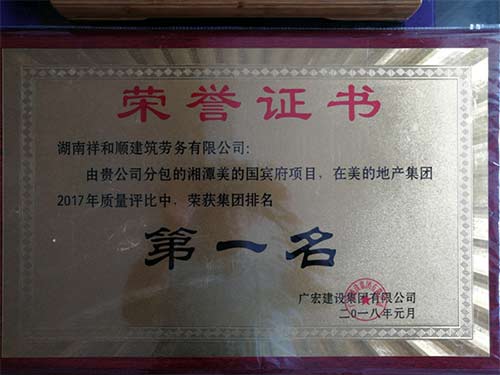 荣誉证书
湖南祥和顺建筑劳务有限公司:
由贵公司分包的湘潭美的国宾府项目，在美的地产集团
2017年质量评比中，荣获集团排名
第一名
广宏建设集团有限公司
二〇一八年元月